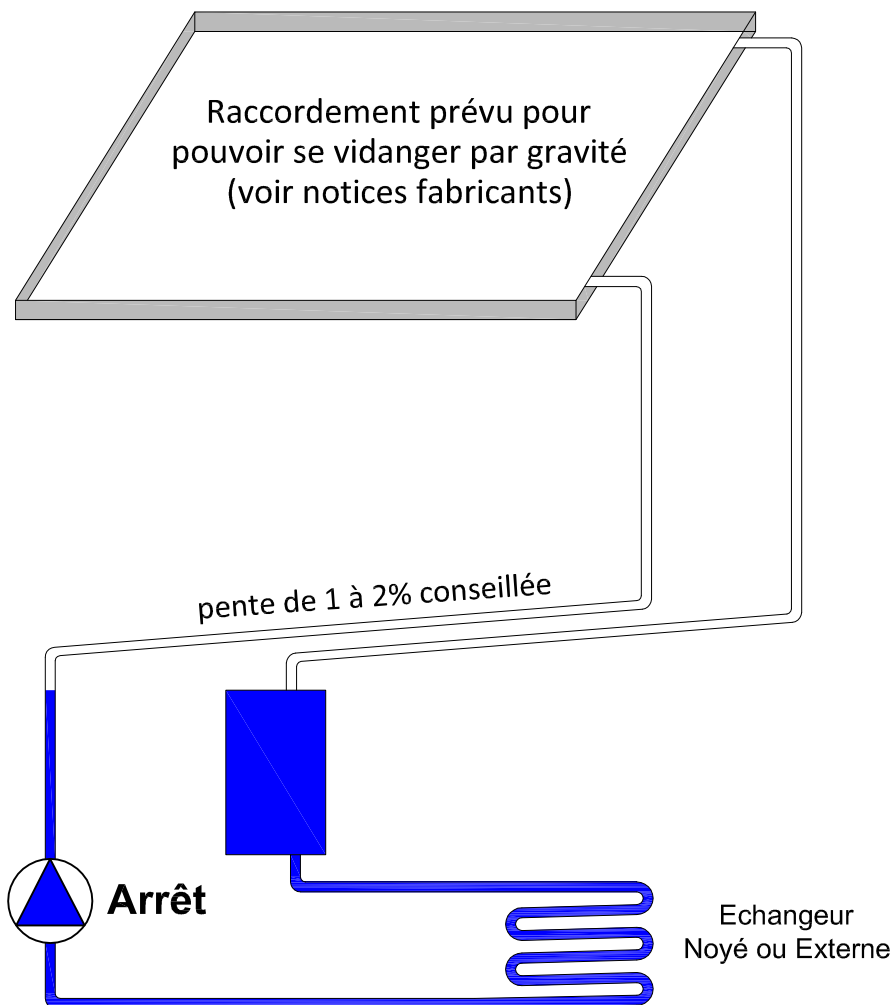 Raccordement prévu pour
pouvoir se vidanger par gravité
(voir notices fabricants)
pente de 1 à 2% conseillée
Arrêt
Echangeur
Noyé ou Externe